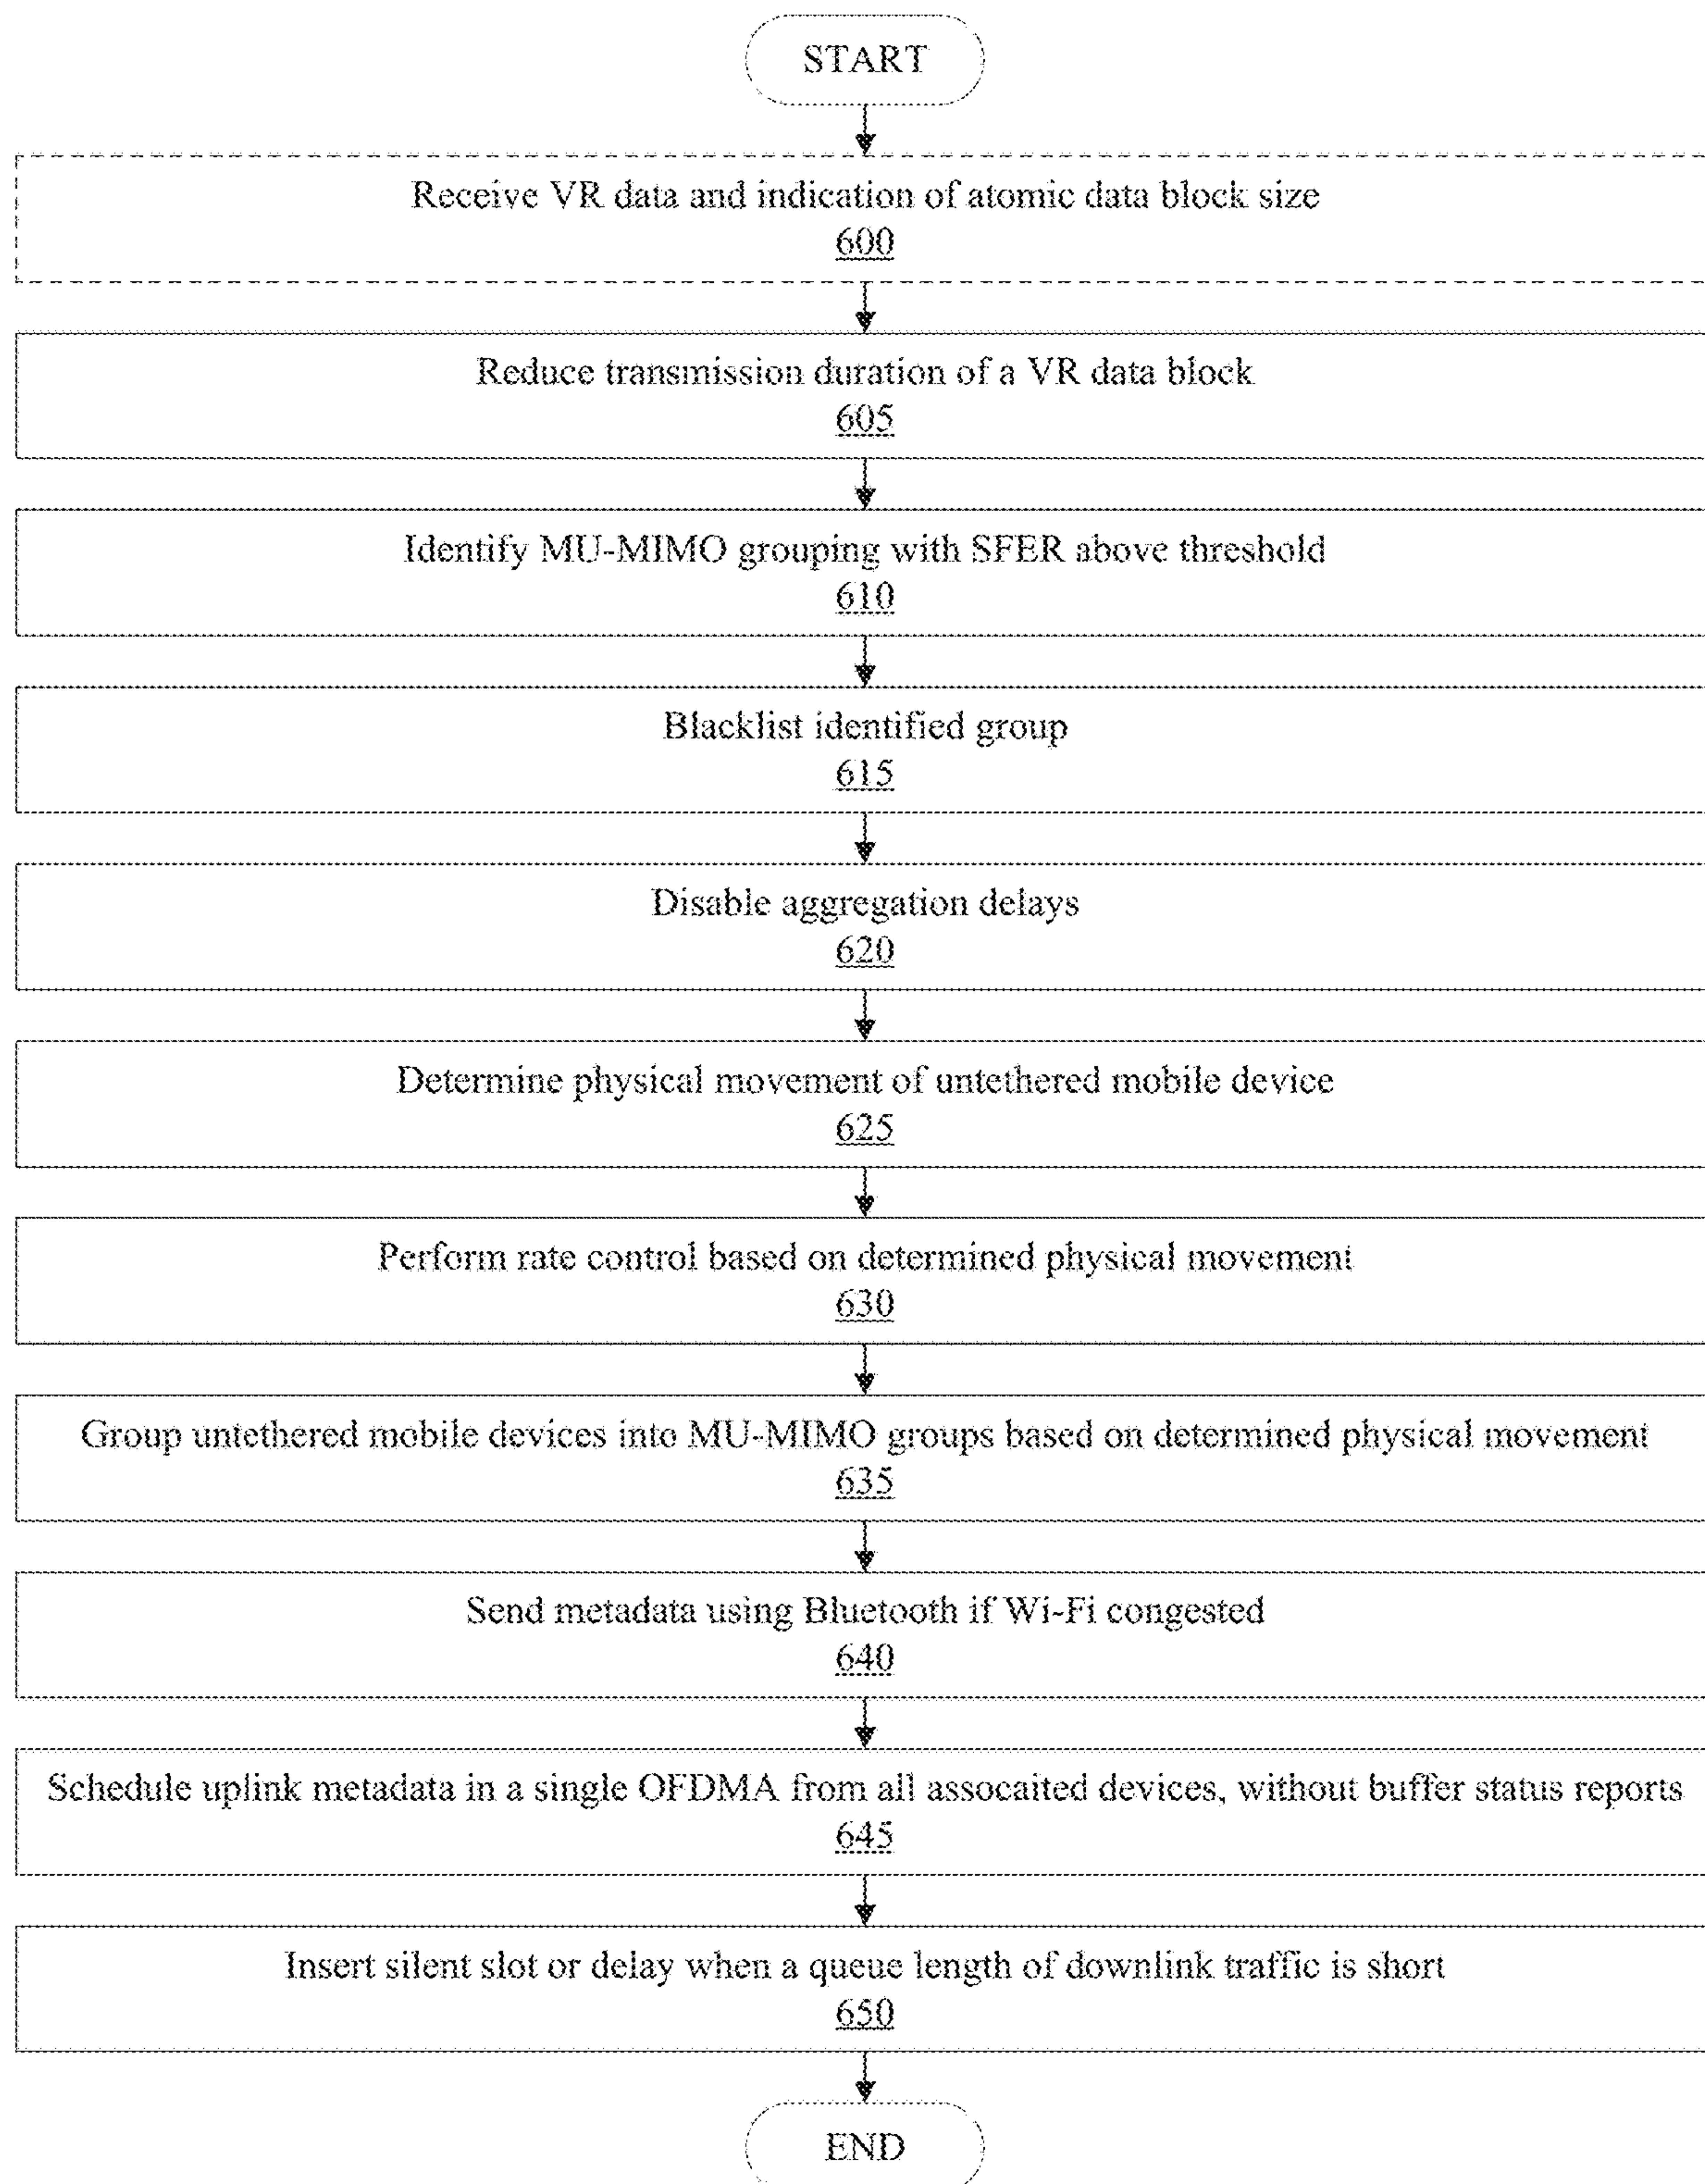 START
Receive VR data and indication of atomic data block size
600
Reduce transmission duration of a VR data block
605
Identify MU-MIMO grouping with SFER above threshold
610
Blacklist identified group
615
Disable aggregation delays
620
Determine physical movement of untethered mobile device
625
Perform rate control based on determined physical movement
630
Group untethered mobile devices into MU-MIMO groups based on determined physical movement
635
Send metadata using Bluetooth if Wi-Fi congested
640
Schedule uplink metadata in a single OFDMA from all assocaited devices, without buffer status reports
645
Insert silent slot or delay when a queue length of downlink traffic is short
650
END